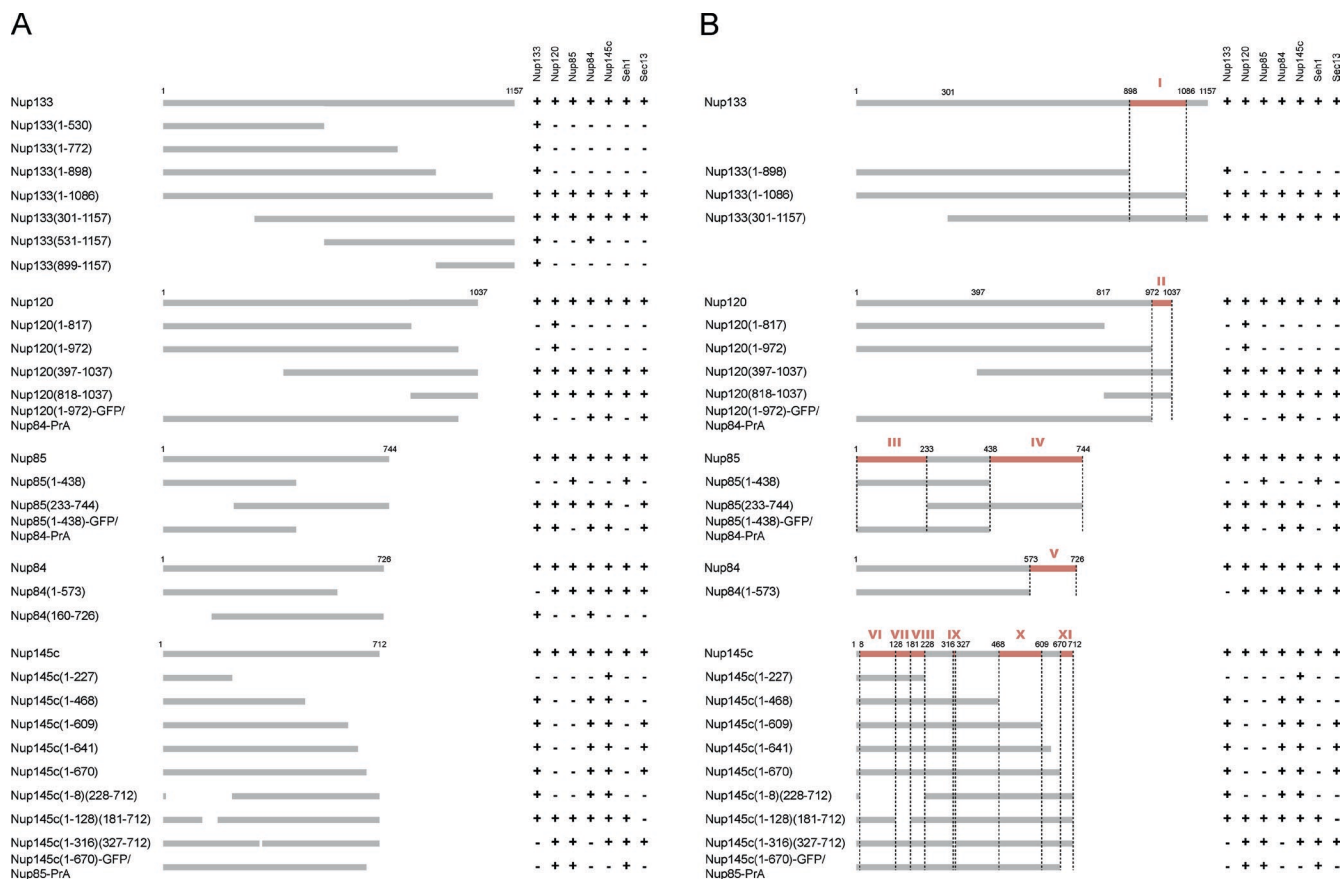 A
Nup133 Nup120 Nup85 Nup84 Nup145c Seh1 Sec13
1 1157
Nup133 + + + + + + +
Nup133(1-530) + - - - - - -
Nup133(1-772) + - - - - - -
Nup133(1-898) + - - - - - -
Nup133(1-1086) + + + + + + +
Nup133(301-1157) + + + + + + +
Nup133(531-1157) + - - + - - -
Nup133(899-1157) + - - - - - -
1 1037
Nup120 + + + + + + +
Nup120(1-817) - + - - - - -
Nup120(1-972) - + - - - - -
Nup120(397-1037) + + + + + + +
Nup120(818-1037) + + + + + + +
Nup120(1-972)-GFP/
Nup84-PrA + - - + + - +
1 744
Nup85 + + + + + + +
Nup85(1-438) - - + - - + -
Nup85(233-744) + + + + + - +
Nup85(1-438)-GFP/
Nup84-PrA + + - + + - +
1 726
Nup84 + + + + + + +
Nup84(1-573) - + + + + + +
Nup84(160-726) + - - + - - -
1 712
Nup145c + + + + + + +
Nup145c(1-227) - - - - + - -
Nup145c(1-468) + - - + + - -
Nup145c(1-609) + - - + + - +
Nup145c(1-641) + - - + + - +
Nup145c(1-670) + - - + + - +
Nup145c(1-8)(228-712) + - - + + - -
Nup145c(1-128)(181-712) + + + + + + -
Nup145c(1-316)(327-712) - + + - + + +
Nup145c(1-670)-GFP/
Nup85-PrA - + + - - + -
B
Nup133 Nup120 Nup85 Nup84 Nup145c Seh1 Sec13
I
1 301 898 1086 1157
Nup133 + + + + + + +
Nup133(1-898) + - - - - - -
Nup133(1-1086) + + + + + + +
Nup133(301-1157) + + + + + + +
II
1 397 817 972 1037
Nup120 + + + + + + +
Nup120(1-817) - + - - - - -
Nup120(1-972) - + - - - - -
Nup120(397-1037) + + + + + + +
Nup120(818-1037) + + + + + + +
Nup120(1-972)-GFP/
Nup84-PrA + - - + + - +
III IV
1 233 438 744
Nup85 + + + + + + +
Nup85(1-438) - - + - - + -
Nup85(233-744) + + + + + - +
Nup85(1-438)-GFP/
Nup84-PrA + + - + + - +
V
1 573 726
Nup84 + + + + + + +
Nup84(1-573) - + + + + + +
VI VII VIII IX X XI
1 8 128 181 228 316 327 468 609 670 712
Nup145c + + + + + + +
Nup145c(1-227) - - - - + - -
Nup145c(1-468) + - - + + - -
Nup145c(1-609) + - - + + - +
Nup145c(1-641) + - - + + - +
Nup145c(1-670) + - - + + - +
Nup145c(1-8)(228-712) + - - + + - -
Nup145c(1-128)(181-712) + + + + + + -
Nup145c(1-316)(327-712) - + + - + + +
Nup145c(1-670)-GFP/
Nup85-PrA - + + - - + -